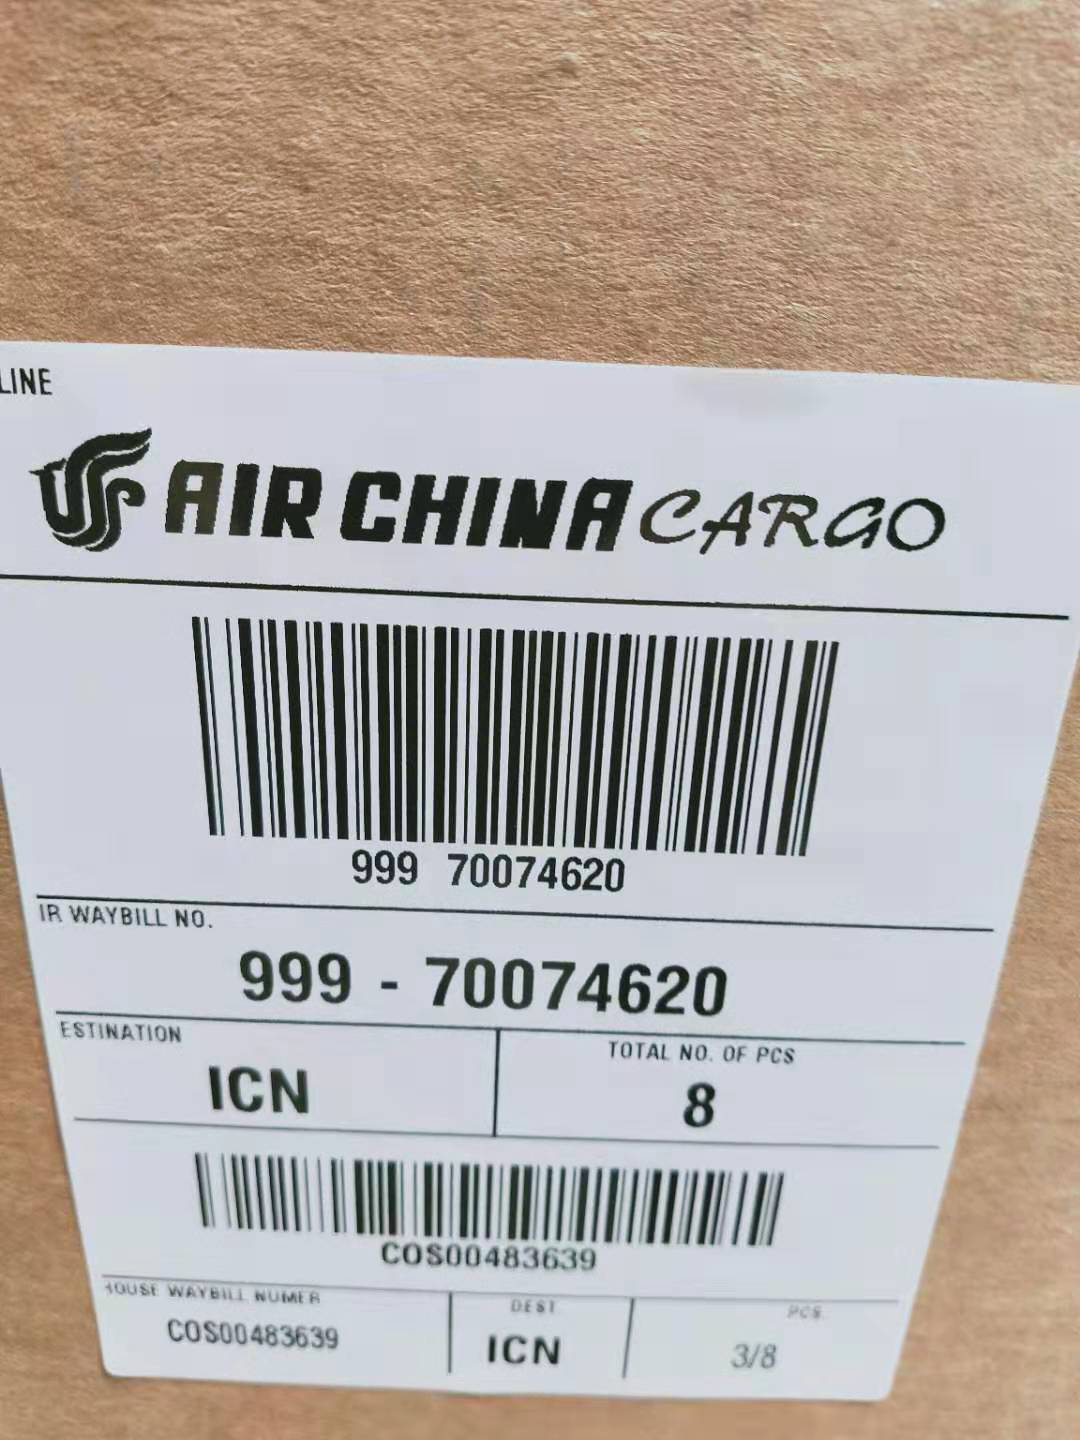 LINE
AIR CHINA CARGO
999 70074620
IR WAYBILL NO.
999 - 70074620
ESTINATION
ICN
TOTAL NO. OF PCS
8
COS00483639
HOUSE WAYBILL NUMER
COS00483639
DEST
ICN
PCS.
3/8